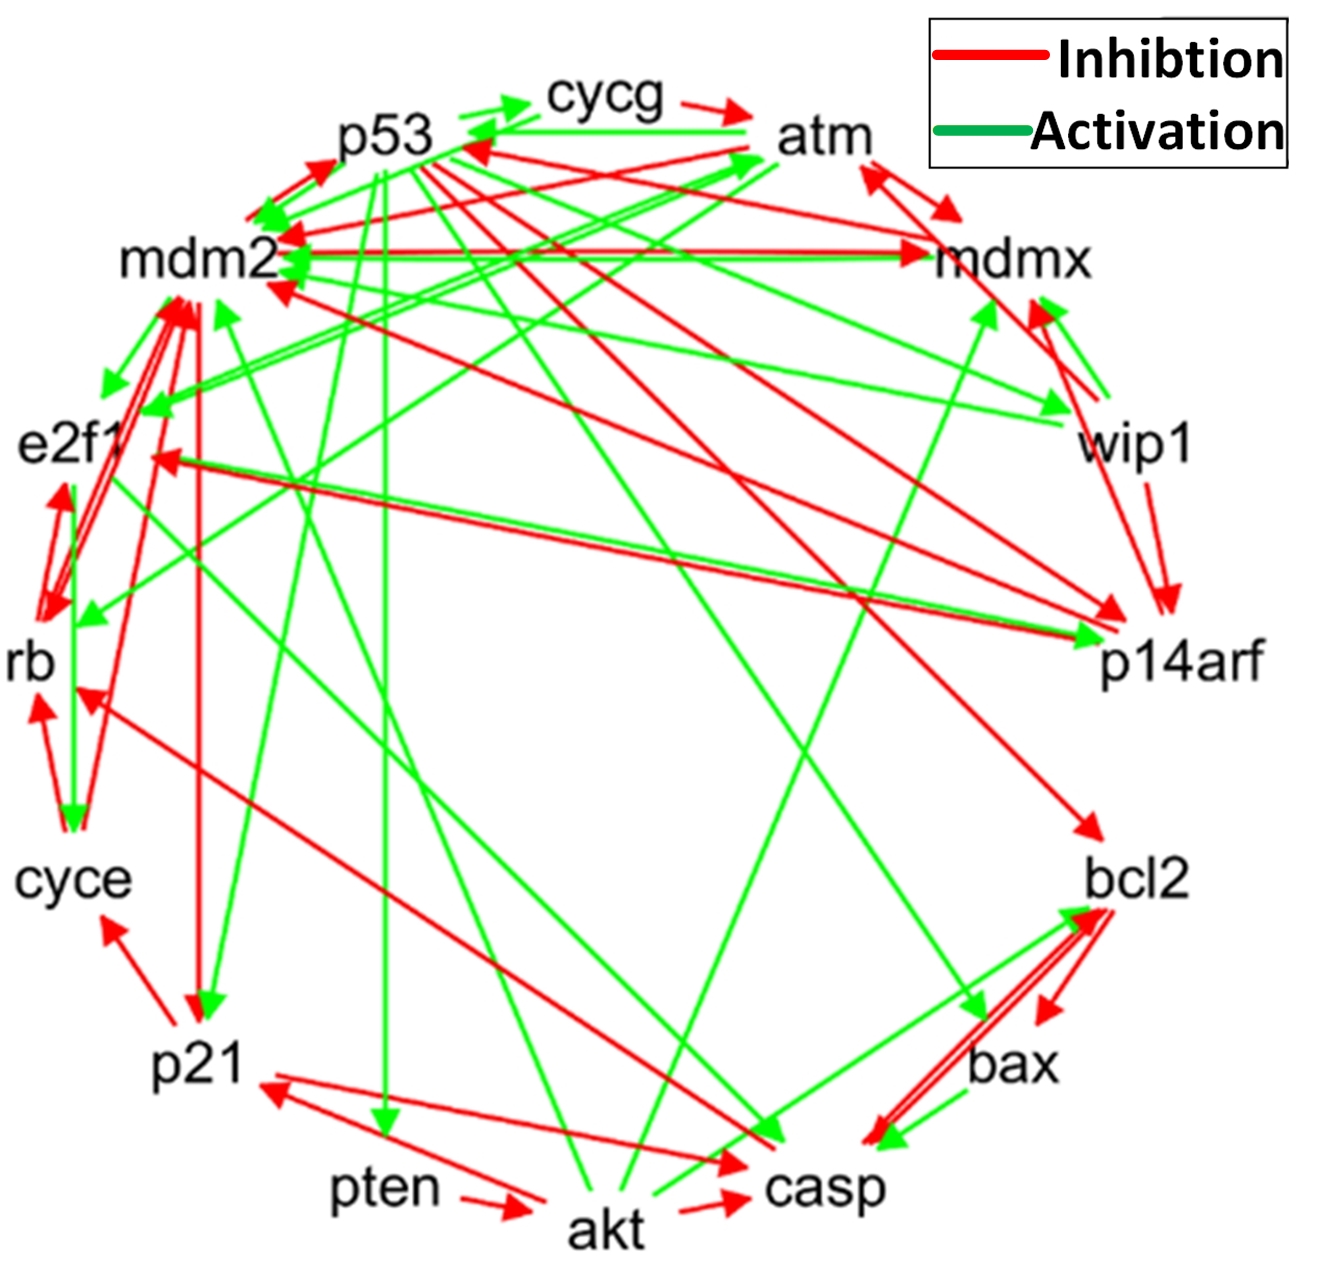 Inhibtion
Activation
cycg
p53
atm
mdm2
mdmx
e2f1
wip1
rb
p14arf
cyce
bcl2
p21
bax
pten
casp
akt